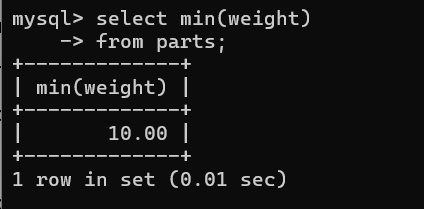 mysql> select min(weight)
    -> from parts;
+-------------+
| min(weight) |
+-------------+
|       10.00 |
+-------------+
1 row in set (0.01 sec)